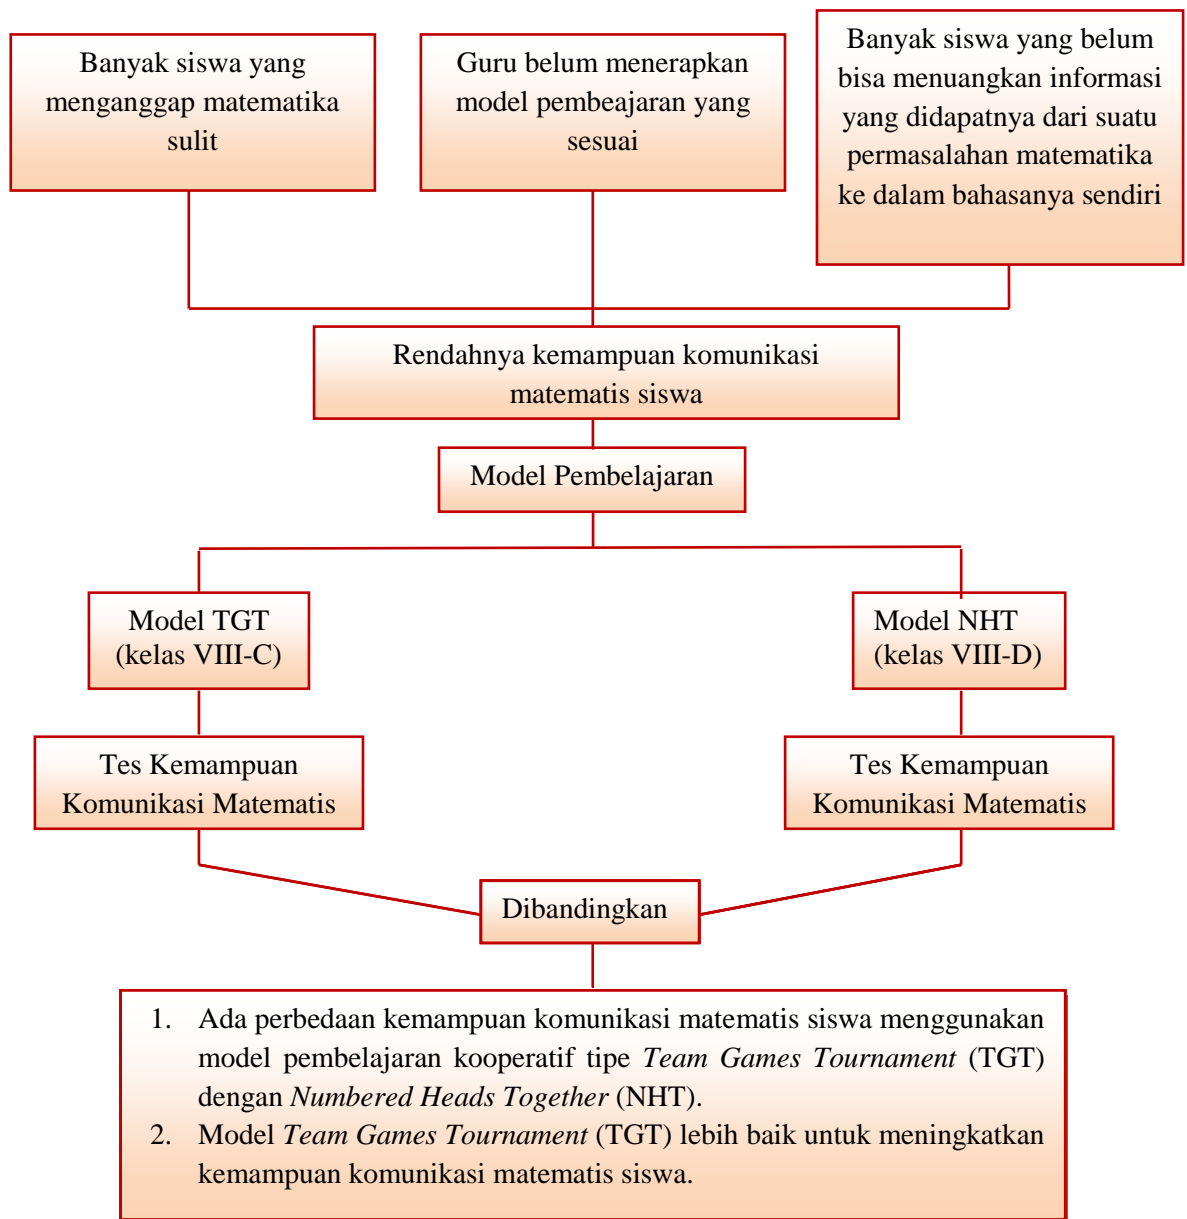 Banyak siswa yang
menganggap matematika
sulit
Guru belum menerapkan
model pembeajaran yang
sesuai
Banyak siswa yang belum
bisa menuangkan informasi
yang didapatnya dari suatu
permasalahan matematika
ke dalam bahasanya sendiri
Rendahnya kemampuan komunikasi
matematis siswa
Model Pembelajaran
Model TGT
(kelas VIII-C)
Model NHT
(kelas VIII-D)
Tes Kemampuan
Komunikasi Matematis
Tes Kemampuan
Komunikasi Matematis
Dibandingkan
1. Ada perbedaan kemampuan komunikasi matematis siswa menggunakan
model pembelajaran kooperatif tipe Team Games Tournament (TGT)
dengan Numbered Heads Together (NHT).
2. Model Team Games Tournament (TGT) lebih baik untuk meningkatkan
kemampuan komunikasi matematis siswa.